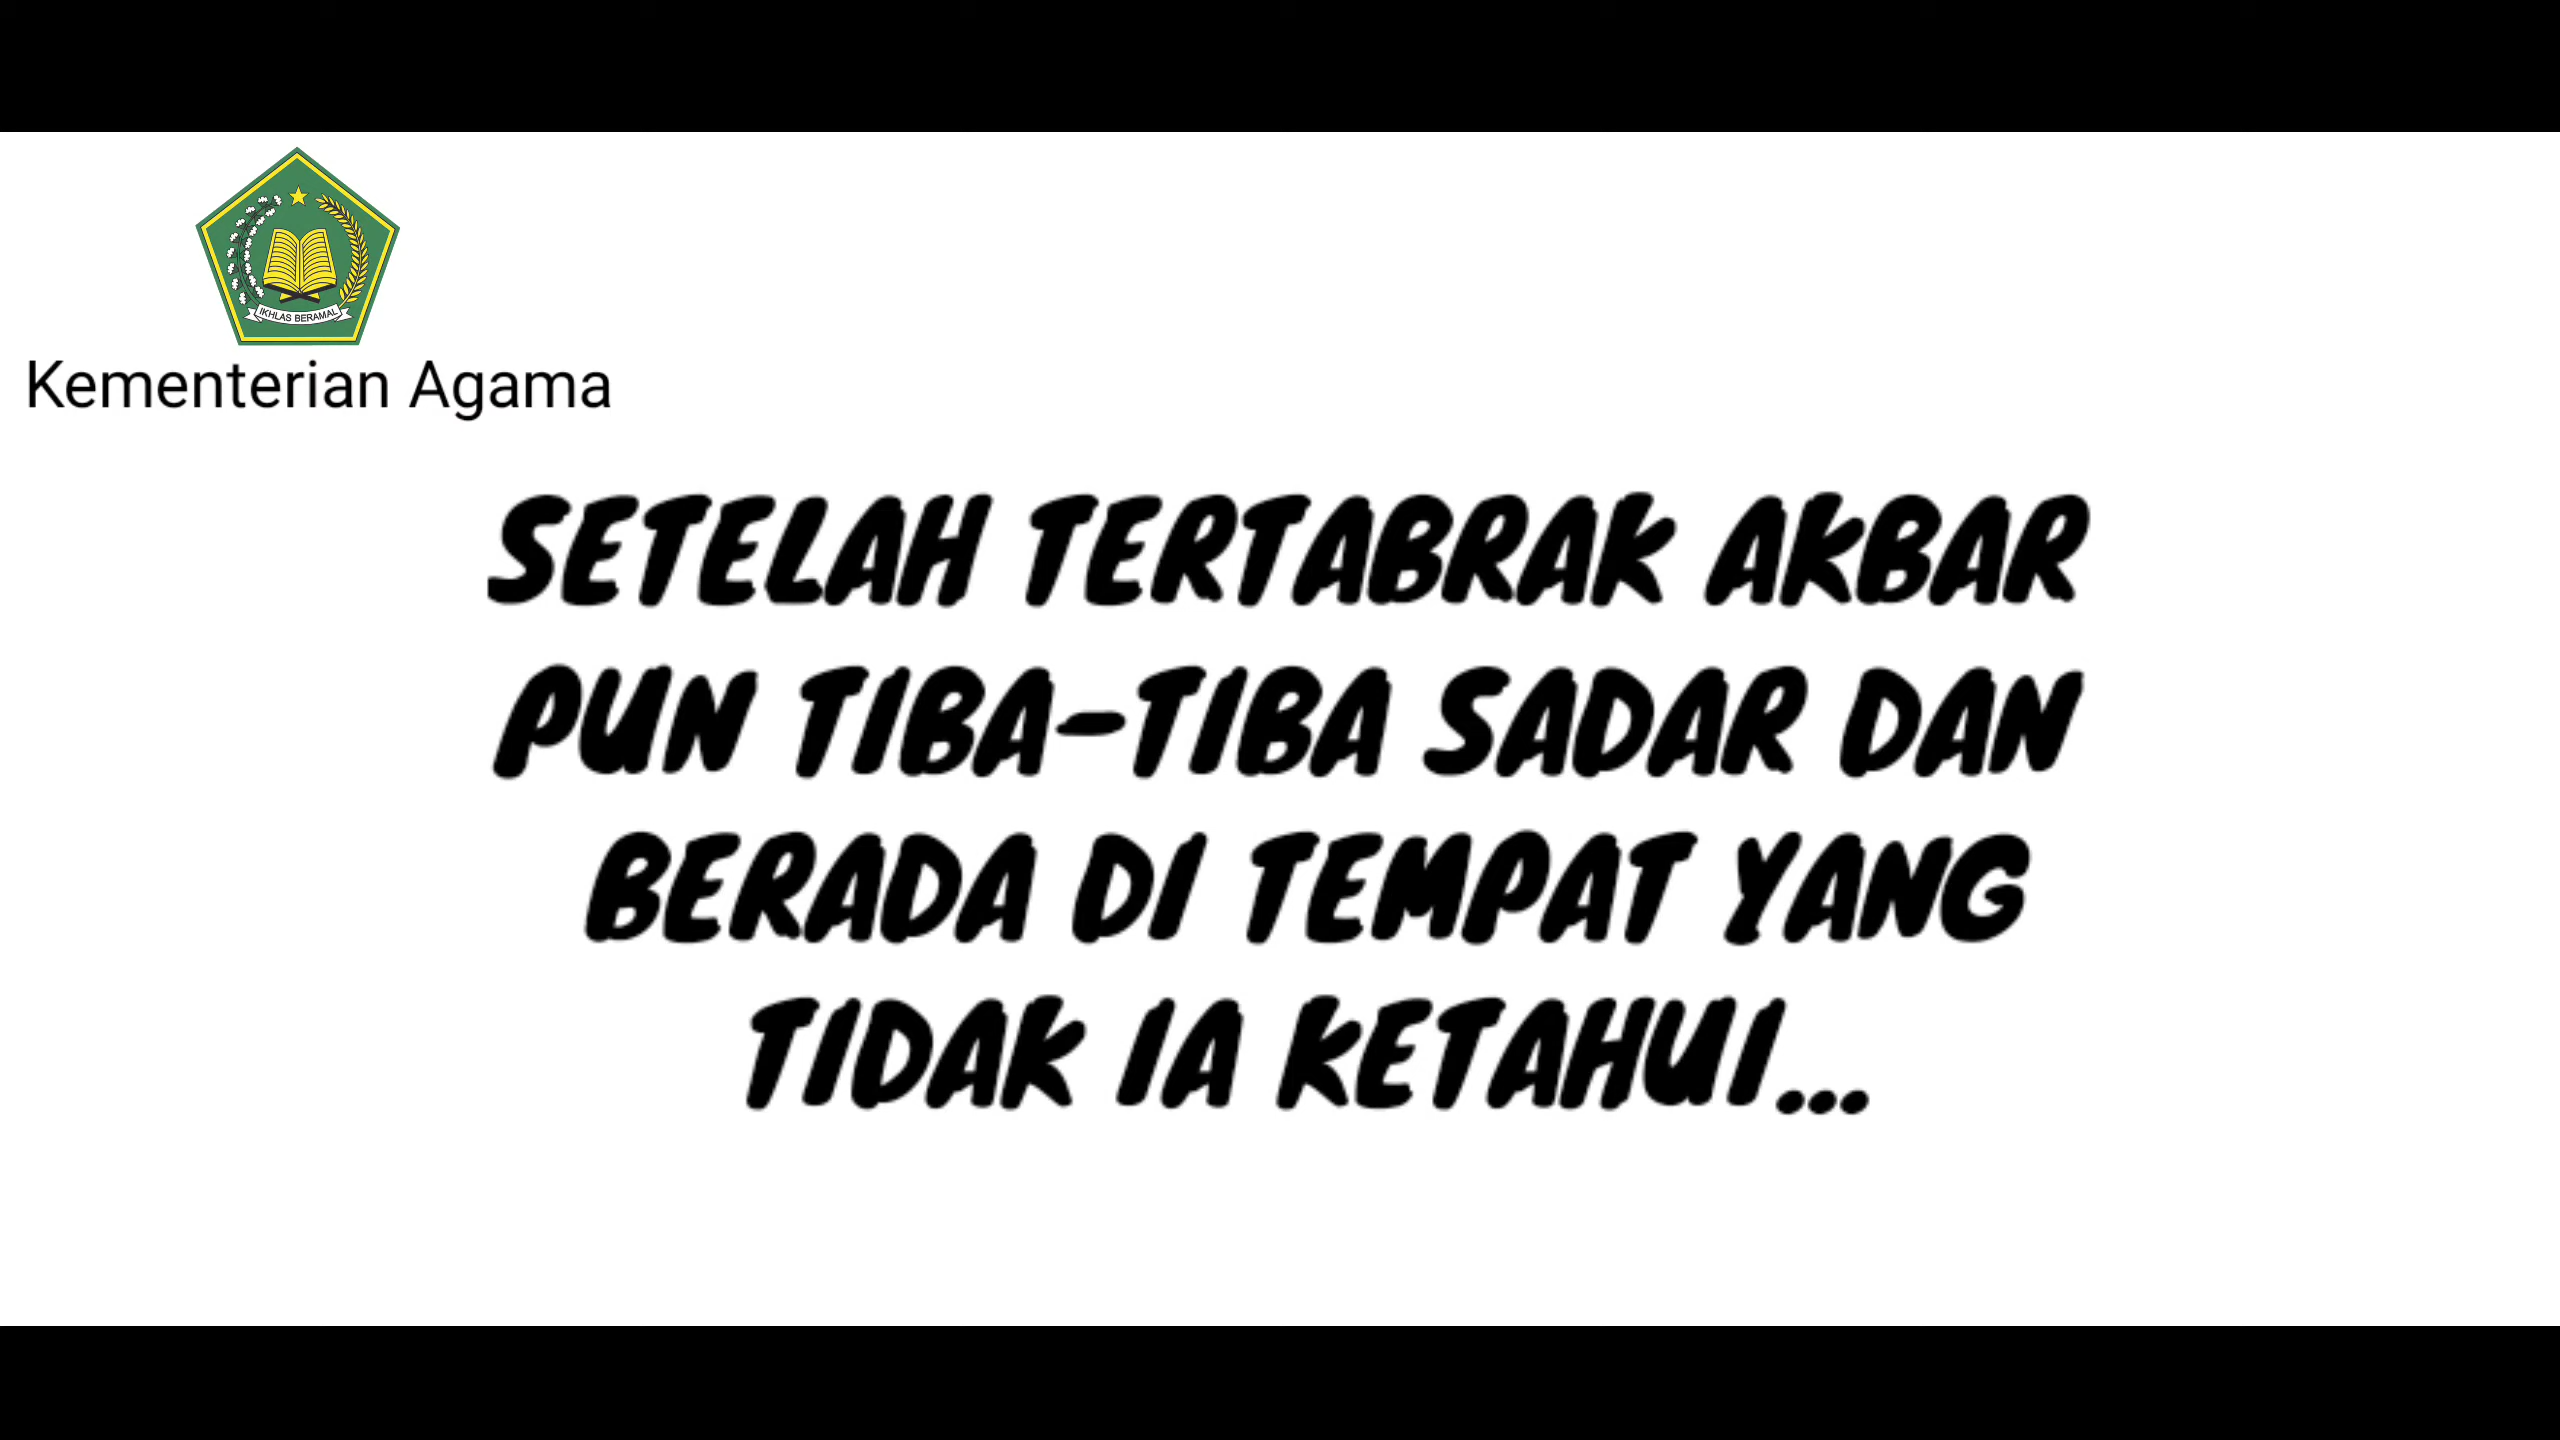 IKHLAS BERAMAL
Kementerian Agama
SETELAH TERTABRAK AKBAR
PUN TIBA-TIBA SADAR DAN
BERADA DI TEMPAT YANG
TIDAK IA KETAHUI...